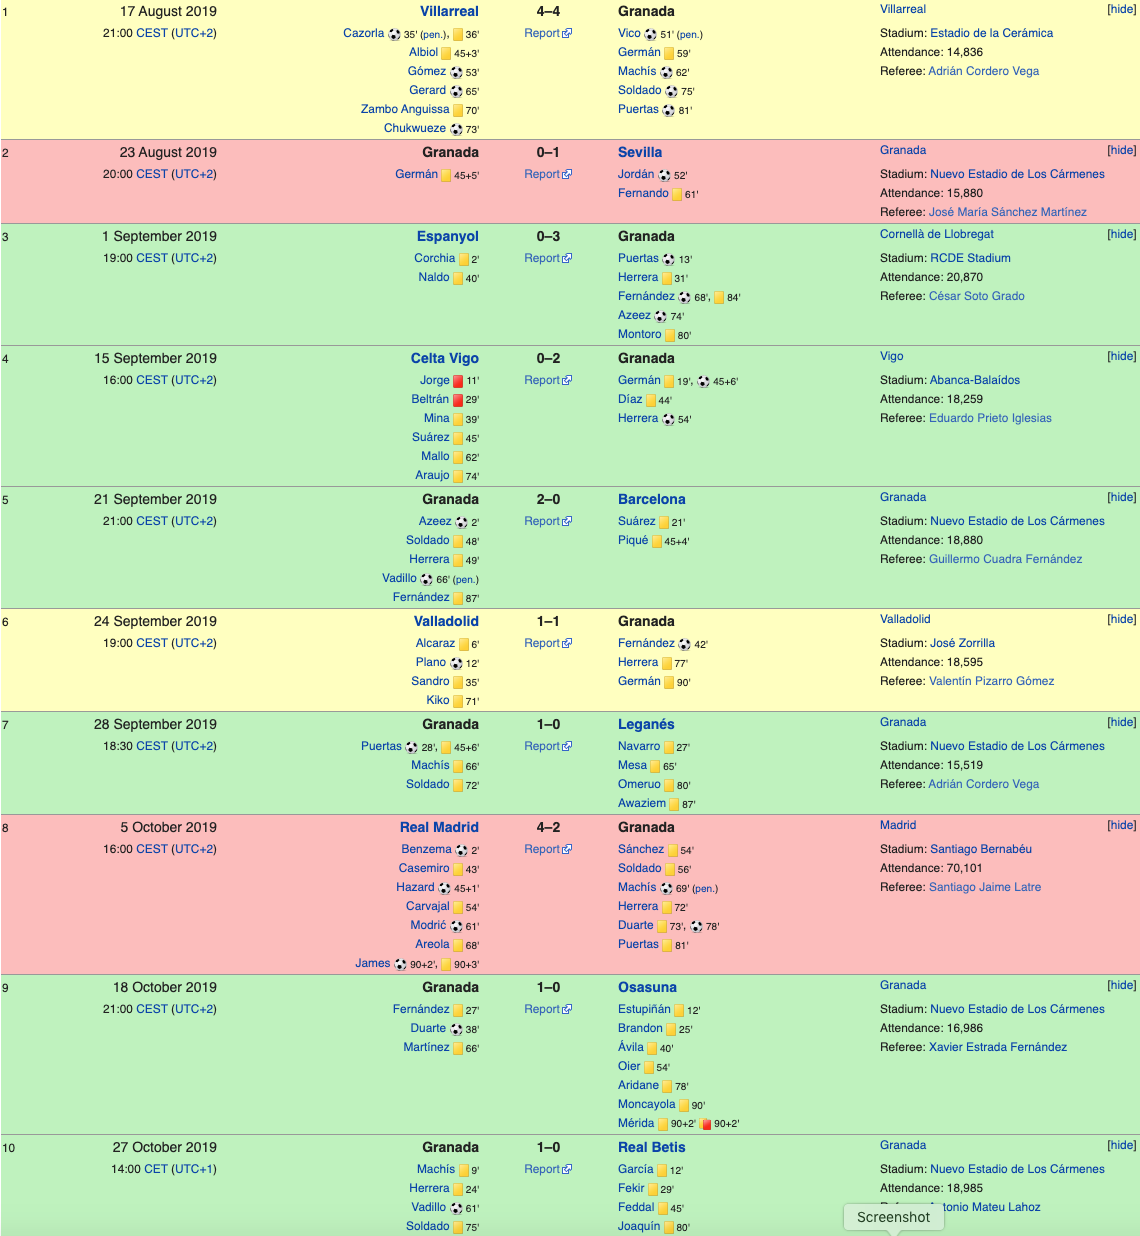 1 17 August 2019 Villarreal 4–4 Granada Villarreal [hide]
21:00 CEST (UTC+2) Cazorla 35' (pen.), 36' Report Vico 51' (pen.) Stadium: Estadio de la Cerámica
Albiol 45+3' Germán 59' Attendance: 14,836
Gómez 53' Machís 62' Referee: Adrián Cordero Vega
Gerard 65' Soldado 75'
Zambo Anguissa 70' Puertas 81'
Chukwueze 73'
2 23 August 2019 Granada 0–1 Sevilla Granada [hide]
20:00 CEST (UTC+2) Germán 45+5' Report Jordán 52' Stadium: Nuevo Estadio de Los Cármenes
Fernando 61' Attendance: 15,880
Referee: José María Sánchez Martínez
3 1 September 2019 Espanyol 0–3 Granada Cornellà de Llobregat [hide]
19:00 CEST (UTC+2) Corchia 2' Report Puertas 13' Stadium: RCDE Stadium
Naldo 40' Herrera 31' Attendance: 20,870
Fernández 68', 84' Referee: César Soto Grado
Azeez 74'
Montoro 80'
4 15 September 2019 Celta Vigo 0–2 Granada Vigo [hide]
16:00 CEST (UTC+2) Jorge 11' Report Germán 19', 45+6' Stadium: Abanca-Balaídos
Beltrán 29' Díaz 44' Attendance: 18,259
Mina 39' Herrera 54' Referee: Eduardo Prieto Iglesias
Suárez 45'
Mallo 62'
Araujo 74'
5 21 September 2019 Granada 2–0 Barcelona Granada [hide]
21:00 CEST (UTC+2) Azeez 2' Report Suárez 21' Stadium: Nuevo Estadio de Los Cármenes
Soldado 48' Piqué 45+4' Attendance: 18,880
Herrera 49' Referee: Guillermo Cuadra Fernández
Vadillo 66' (pen.)
Fernández 87'
6 24 September 2019 Valladolid 1–1 Granada Valladolid [hide]
19:00 CEST (UTC+2) Alcaraz 6' Report Fernández 42' Stadium: José Zorrilla
Plano 12' Herrera 77' Attendance: 18,595
Sandro 35' Germán 90' Referee: Valentín Pizarro Gómez
Kiko 71'
7 28 September 2019 Granada 1–0 Leganés Granada [hide]
18:30 CEST (UTC+2) Puertas 28', 45+6' Report Navarro 27' Stadium: Nuevo Estadio de Los Cármenes
Machís 66' Mesa 65' Attendance: 15,519
Soldado 72' Omeruo 80' Referee: Adrián Cordero Vega
Awaziem 87'
8 5 October 2019 Real Madrid 4–2 Granada Madrid [hide]
16:00 CEST (UTC+2) Benzema 2' Report Sánchez 54' Stadium: Santiago Bernabéu
Casemiro 43' Soldado 56' Attendance: 70,101
Hazard 45+1' Machís 69' (pen.) Referee: Santiago Jaime Latre
Carvajal 54' Herrera 72'
Modrić 61' Duarte 73', 78'
Areola 68' Puertas 81'
James 90+2', 90+3'
9 18 October 2019 Granada 1–0 Osasuna Granada [hide]
21:00 CEST (UTC+2) Fernández 27' Report Estupiñán 12' Stadium: Nuevo Estadio de Los Cármenes
Duarte 38' Brandon 25' Attendance: 16,986
Martínez 66' Ávila 40' Referee: Xavier Estrada Fernández
Oier 54'
Aridane 78'
Moncayola 90'
Mérida 90+2' 90+2'
10 27 October 2019 Granada 1–0 Real Betis Granada [hide]
14:00 CET (UTC+1) Machís 9' Report García 12' Stadium: Nuevo Estadio de Los Cármenes
Herrera 24' Fekir 29' Attendance: 18,985
Vadillo 61' Feddal 45' Mateu Lahoz
Soldado 75' Joaquín 80'
Screenshot